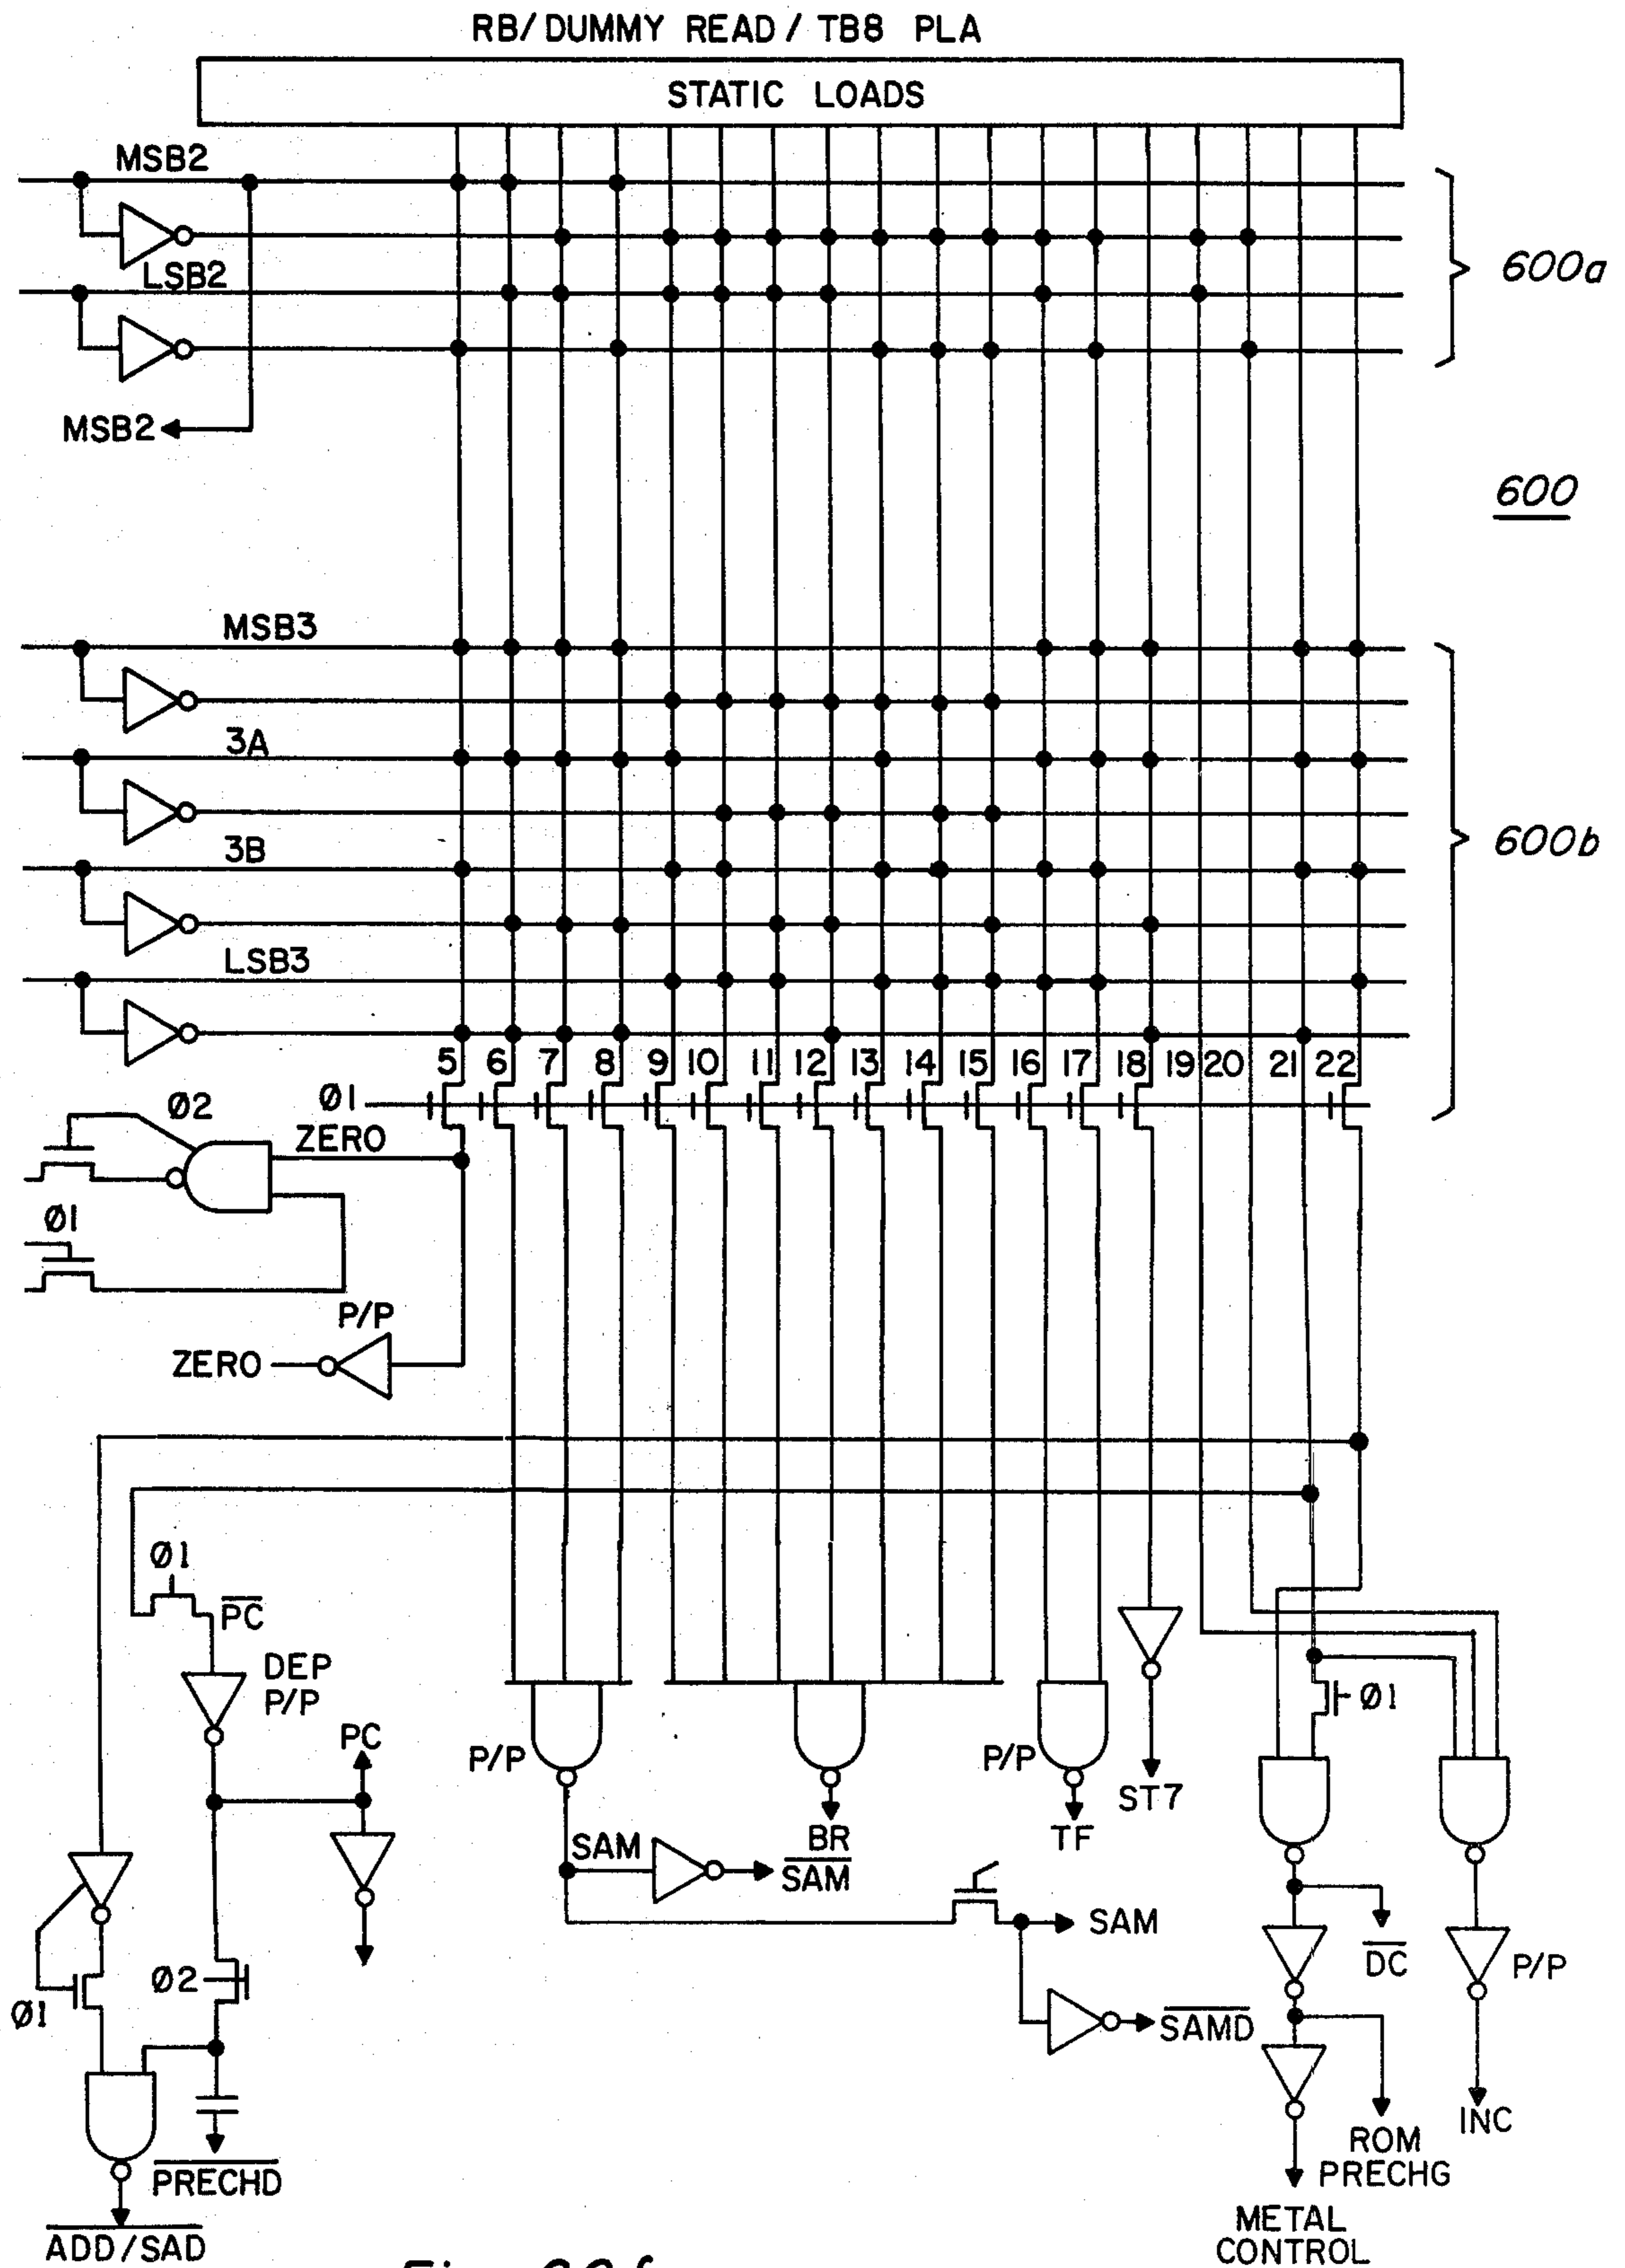 RB/DUMMY READ / TB8 PLA
STATIC LOADS
MSB2
LSB2
600a
MSB2
600
MSB3
3A
3B
600b
LSB3
5 6 7 8 9 10 11 12 13 14 15 16 17 18 19 20 21 22
Ø1
Ø2
ZERO
Ø1
P/P
ZERO
Ø1
PC
DEP
P/P
Ø1
PC
P/P
P/P
ST7
BR
TF
SAM
SAM
SAM
DC
P/P
Ø2
Ø1
SAMD
INC
ROM
PRECHG
PRECHD
METAL
CONTROL
ADD/SAD